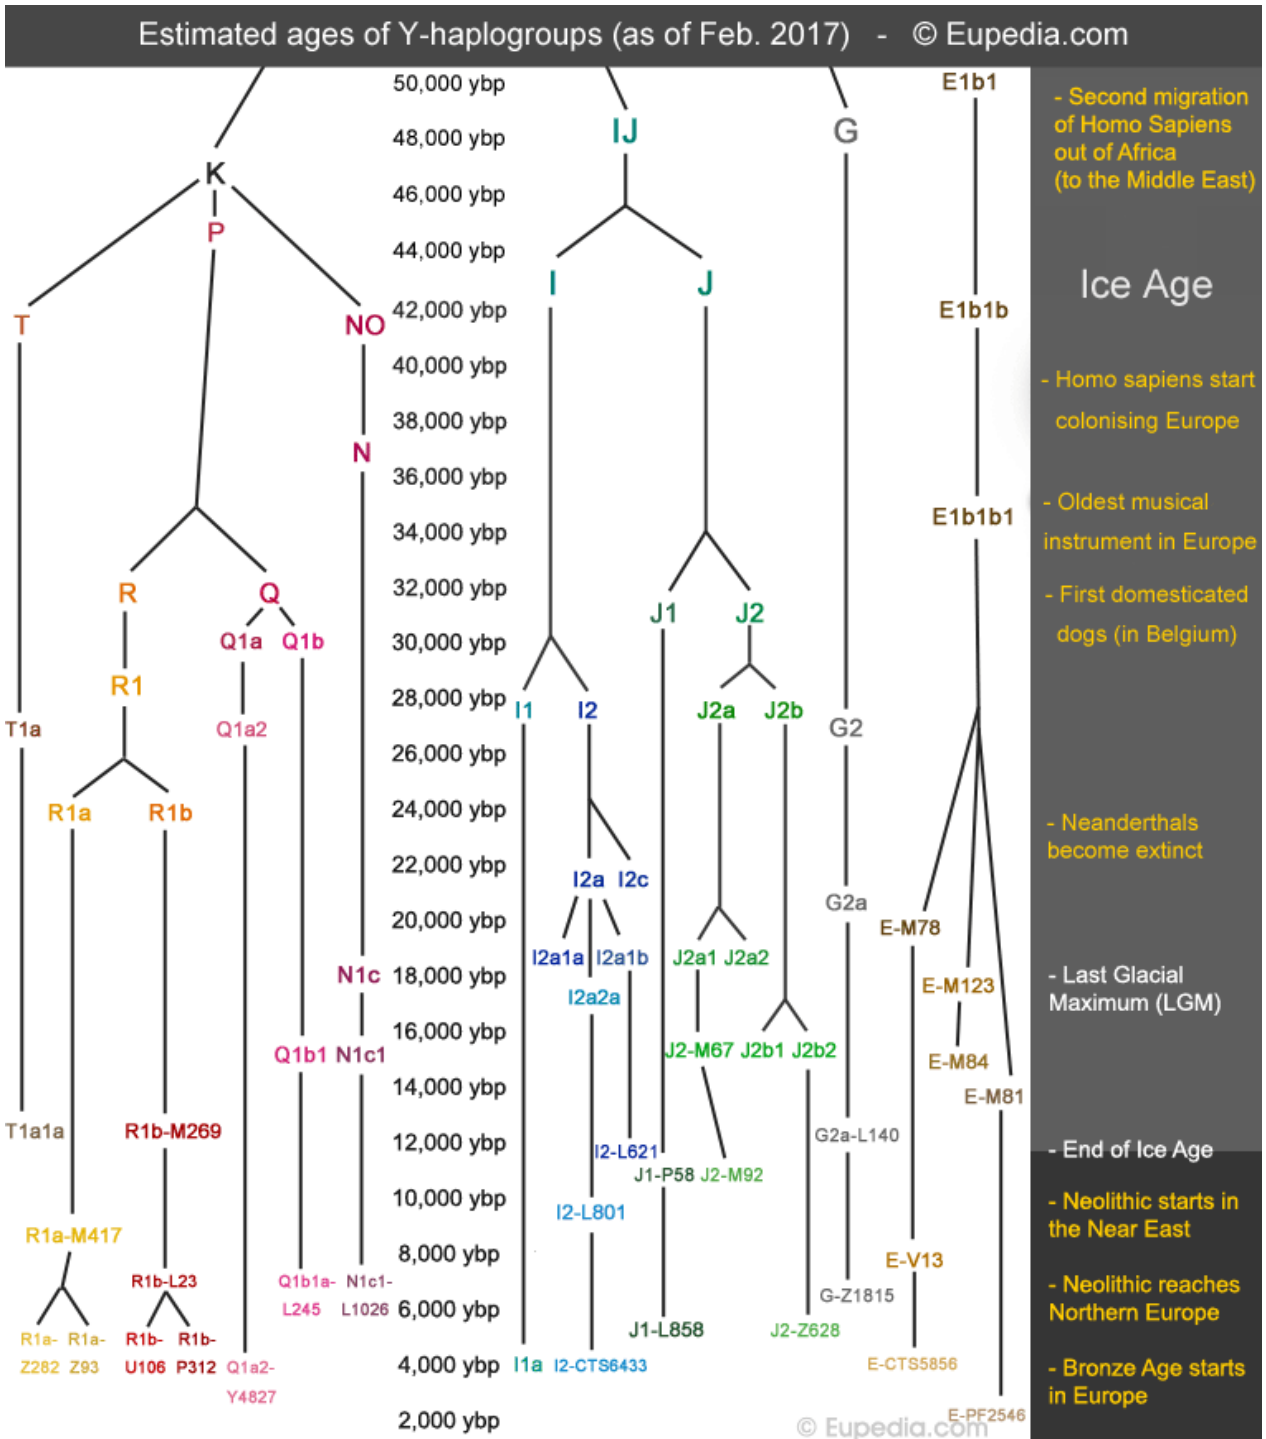 Estimated ages of Y-haplogroups (as of Feb. 2017)   -   © Eupedia.com
50,000 ybp
E1b1
- Second migration
of Homo Sapiens
out of Africa
(to the Middle East)
IJ
G
48,000 ybp
K
46,000 ybp
P
44,000 ybp
I
J
Ice Age
42,000 ybp
E1b1b
T
NO
40,000 ybp
- Homo sapiens start
colonising Europe
38,000 ybp
N
36,000 ybp
- Oldest musical
instrument in Europe
E1b1b1
34,000 ybp
32,000 ybp
R
Q
- First domesticated
dogs (in Belgium)
J1
J2
Q1a
Q1b
30,000 ybp
R1
28,000 ybp
I1
I2
J2a
J2b
T1a
Q1a2
G2
26,000 ybp
R1a
R1b
24,000 ybp
- Neanderthals
become extinct
22,000 ybp
I2a
I2c
G2a
20,000 ybp
E-M78
I2a1a
I2a1b
J2a1
J2a2
N1c
18,000 ybp
- Last Glacial
Maximum (LGM)
E-M123
I2a2a
16,000 ybp
Q1b1
N1c1
J2-M67
J2b1
J2b2
E-M84
14,000 ybp
E-M81
T1a1a
R1b-M269
12,000 ybp
G2a-L140
I2-L621
- End of Ice Age
J1-P58
J2-M92
10,000 ybp
- Neolithic starts in
the Near East
I2-L801
R1a-M417
8,000 ybp
E-V13
R1b-L23
Q1b1a-
L245
N1c1-
L1026
- Neolithic reaches
Northern Europe
G-Z1815
6,000 ybp
J1-L858
J2-Z628
R1a-
Z282
R1a-
Z93
R1b-
U106
R1b-
P312
Q1a2-
Y4827
4,000 ybp
I1a
I2-CTS6433
E-CTS5856
- Bronze Age starts
in Europe
E-PF2546
2,000 ybp
© Eupedia.com